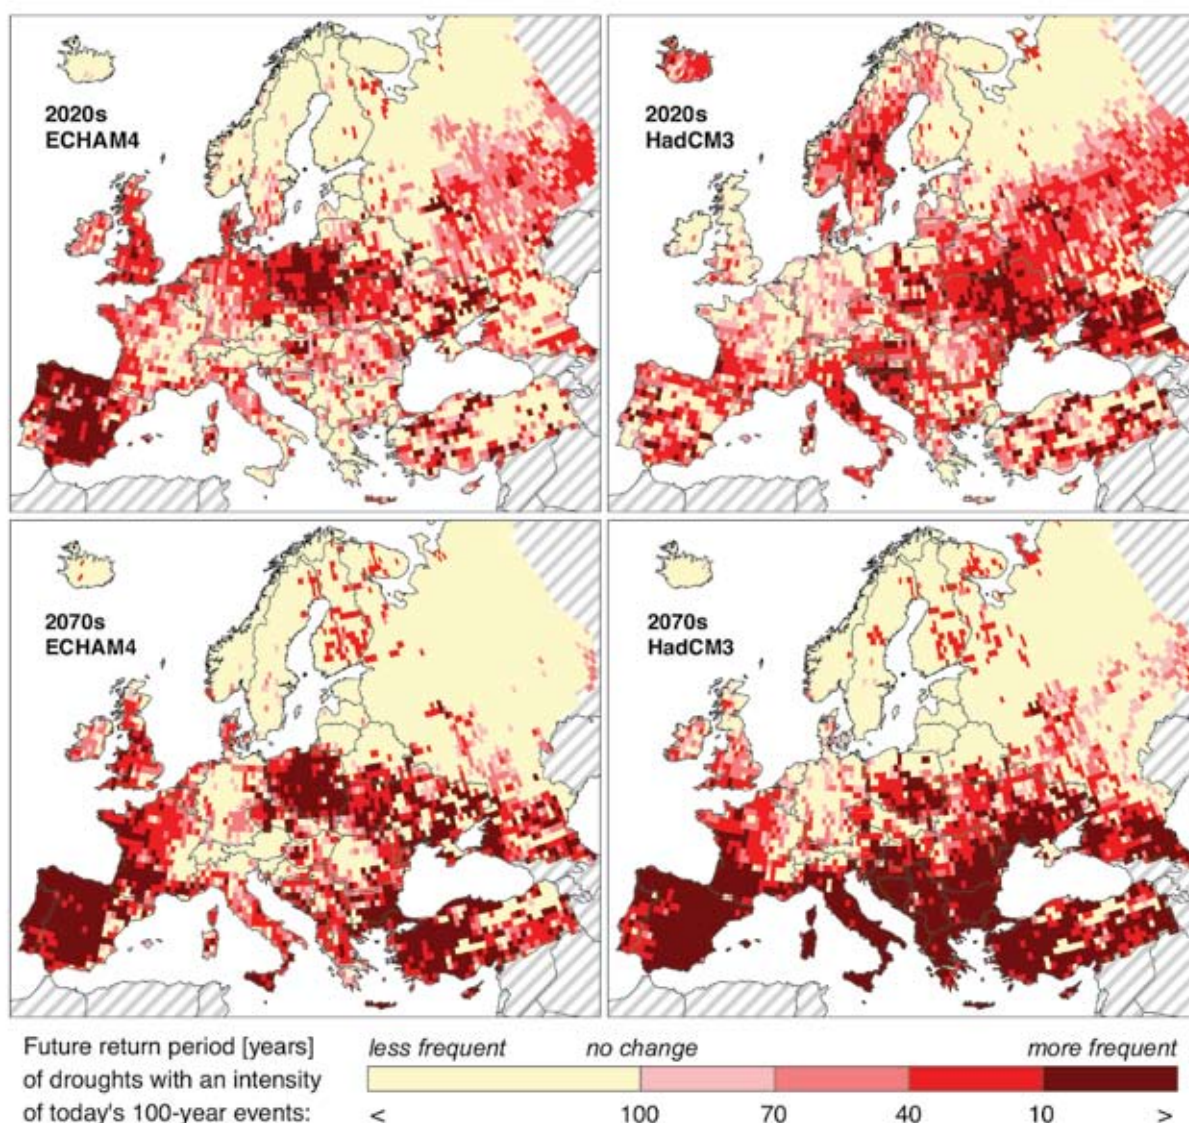 2020s
ECHAM4
2020s
HadCM3
2070s
ECHAM4
2070s
HadCM3
Future return period [years]
of droughts with an intensity
of today's 100-year events:
less frequent no change more frequent
< 100 70 40 10 >